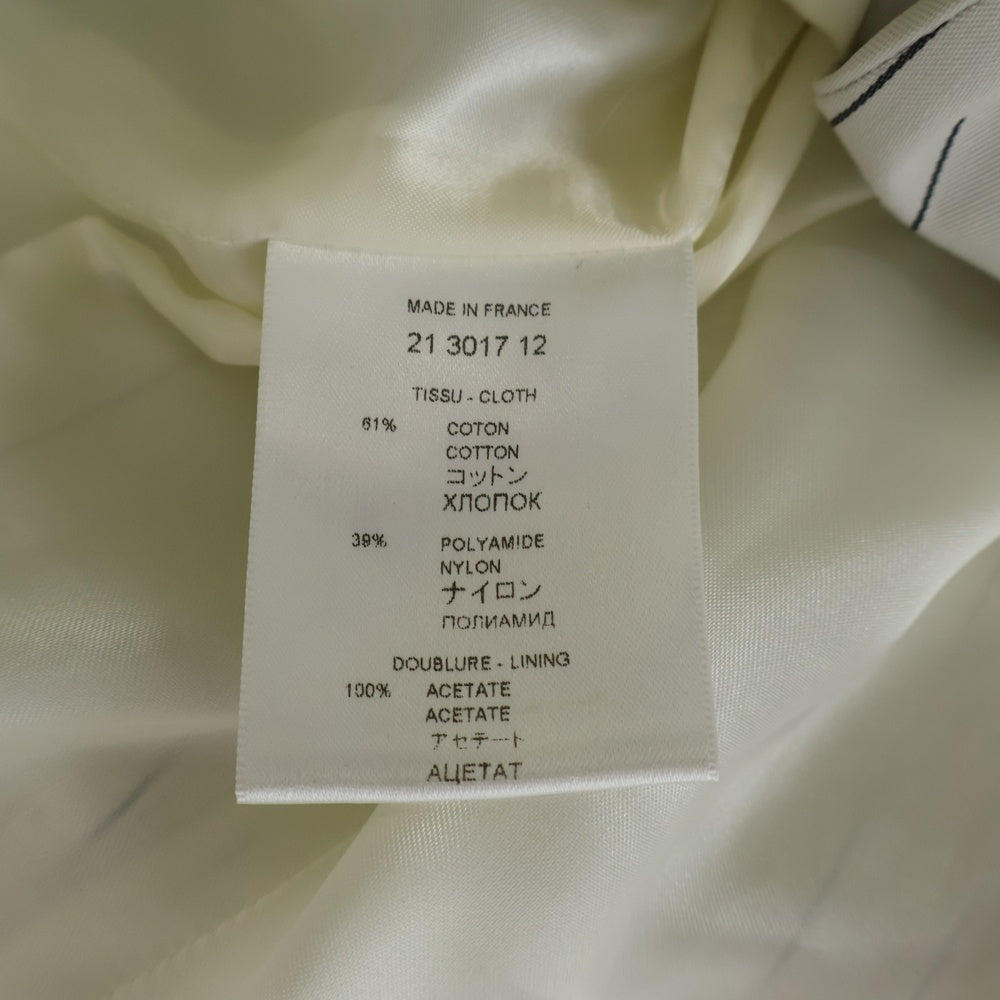 MADE IN FRANCE
21 3017 12
TISSU - CLOTH
61% COTON
COTTON
コットン
ХЛОПОК
39% POLYAMIDE
NYLON
ナイロン
ПОЛИАМИД
DOUBLURE - LINING
100% ACETATE
ACETATE
アセテート
АЦЕТАТ